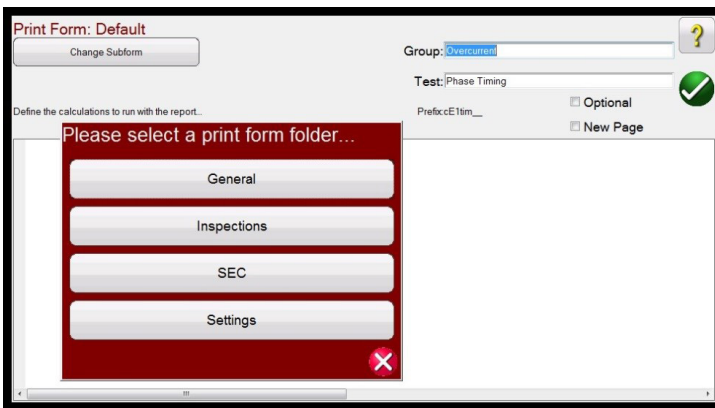 Print Form: Default
Change Subform
Group: Overcurrent
Test: Phase Timing
Define the calculations to run with the report...
Prefix:cE1tim__
Optional
New Page
Please select a print form folder...
General
Inspections
SEC
Settings